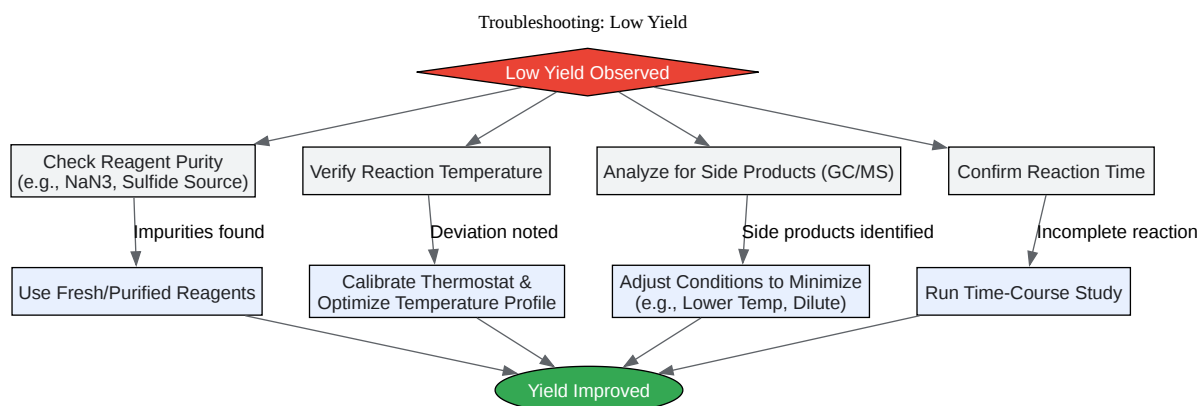 Troubleshooting: Low Yield
Low Yield Observed
Check Reagent Purity
(e.g., NaN3, Sulfide Source)
Verify Reaction Temperature
Analyze for Side Products (GC/MS)
Confirm Reaction Time
Impurities found
Deviation noted
Side products identified
Incomplete reaction
Use Fresh/Purified Reagents
Calibrate Thermostat &
Optimize Temperature Profile
Adjust Conditions to Minimize
(e.g., Lower Temp, Dilute)
Run Time-Course Study
Yield Improved